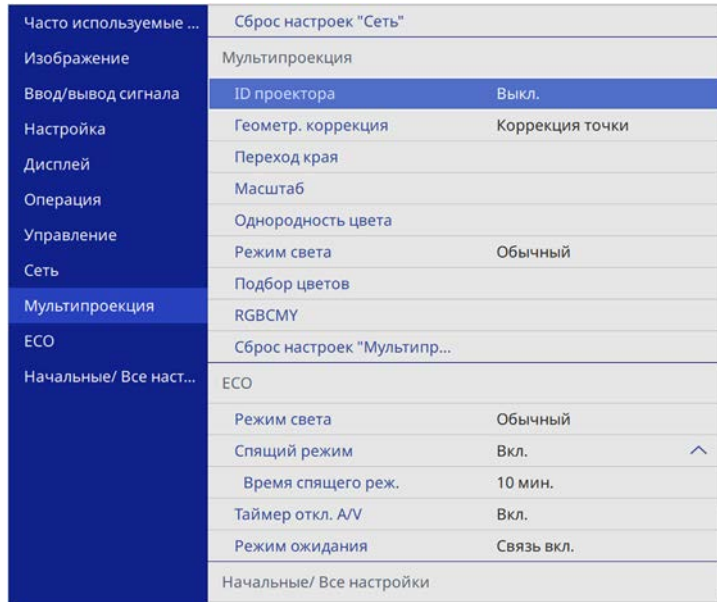 Часто используемые ...
Изображение
Ввод/вывод сигнала
Настройка
Дисплей
Операция
Управление
Сеть
Мультипроекция
ECO
Начальные/ Все наст...
Сброс настроек "Сеть"
Мультипроекция
ID проектора Выкл.
Геометр. коррекция Коррекция точки
Переход края
Масштаб
Однородность цвета
Режим света Обычный
Подбор цветов
RGBCMY
Сброс настроек "Мультипр...
ECO
Режим света Обычный
Спящий режим Вкл.
Время спящего реж. 10 мин.
Таймер откл. A/V Вкл.
Режим ожидания Связь вкл.
Начальные/ Все настройки